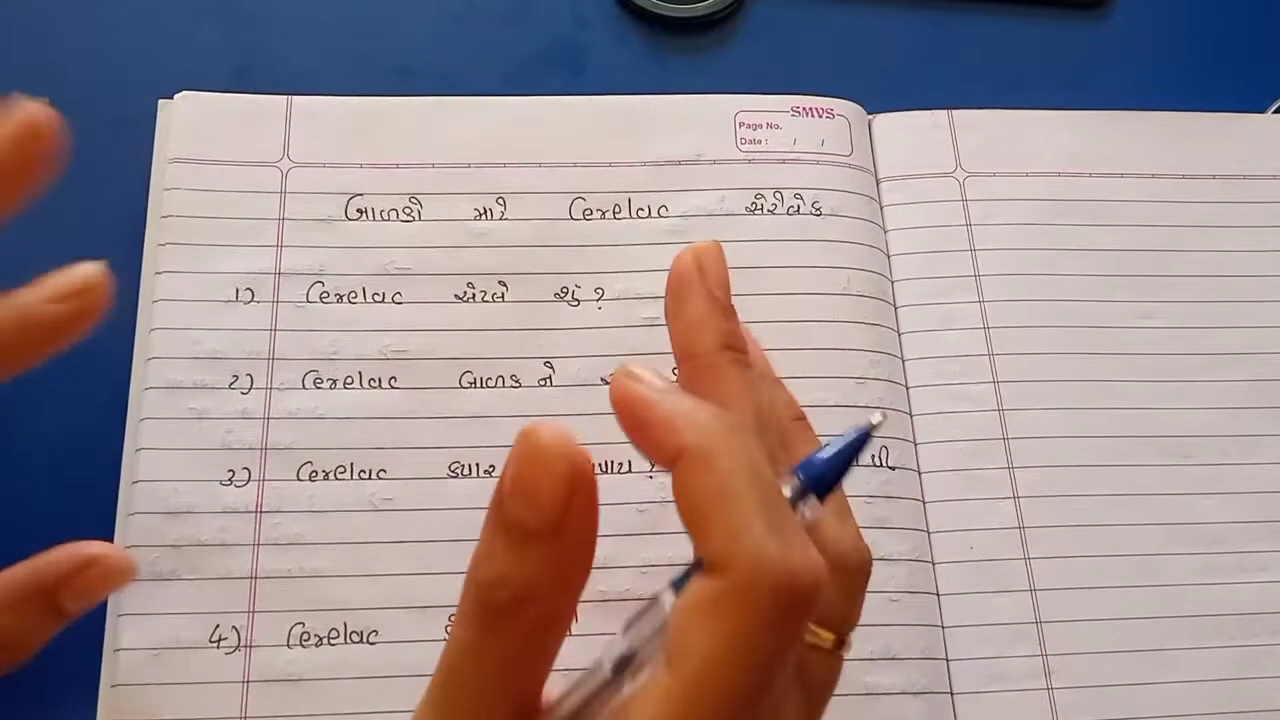 SMVS
Page No.
Date : / /
બાળકો માટે Cerelac સેરેલેક
1). Cerelac એટલે શું ?
2) Cerelac બાળક ને
3) Cerelac ક્યાર ?
4). Cerelac